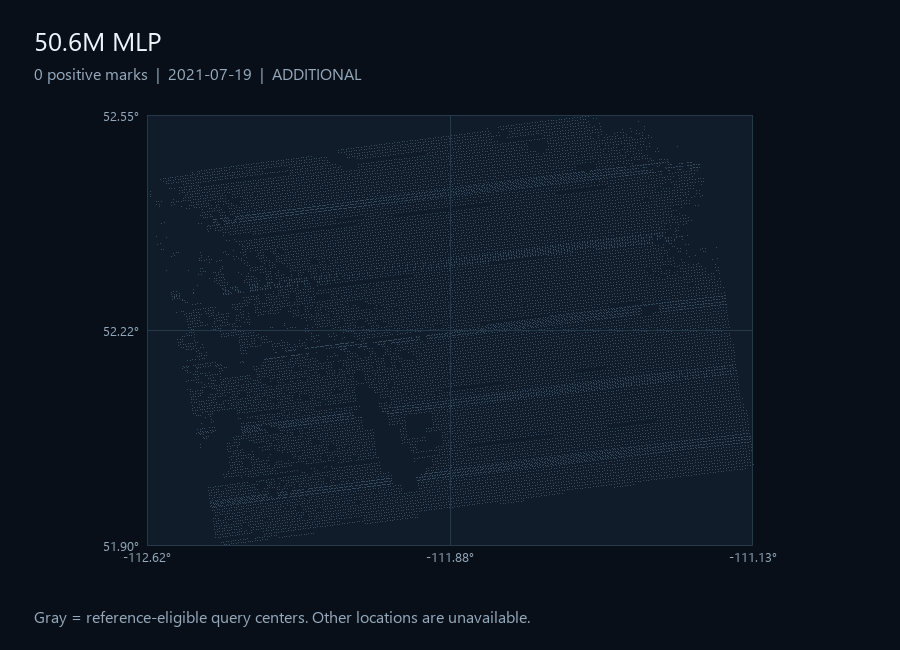 50.6M MLP
0 positive marks | 2021-07-19 | ADDITIONAL
52.55°
52.22°
51.90°
-112.62°
-111.88°
-111.13°
Gray = reference-eligible query centers. Other locations are unavailable.